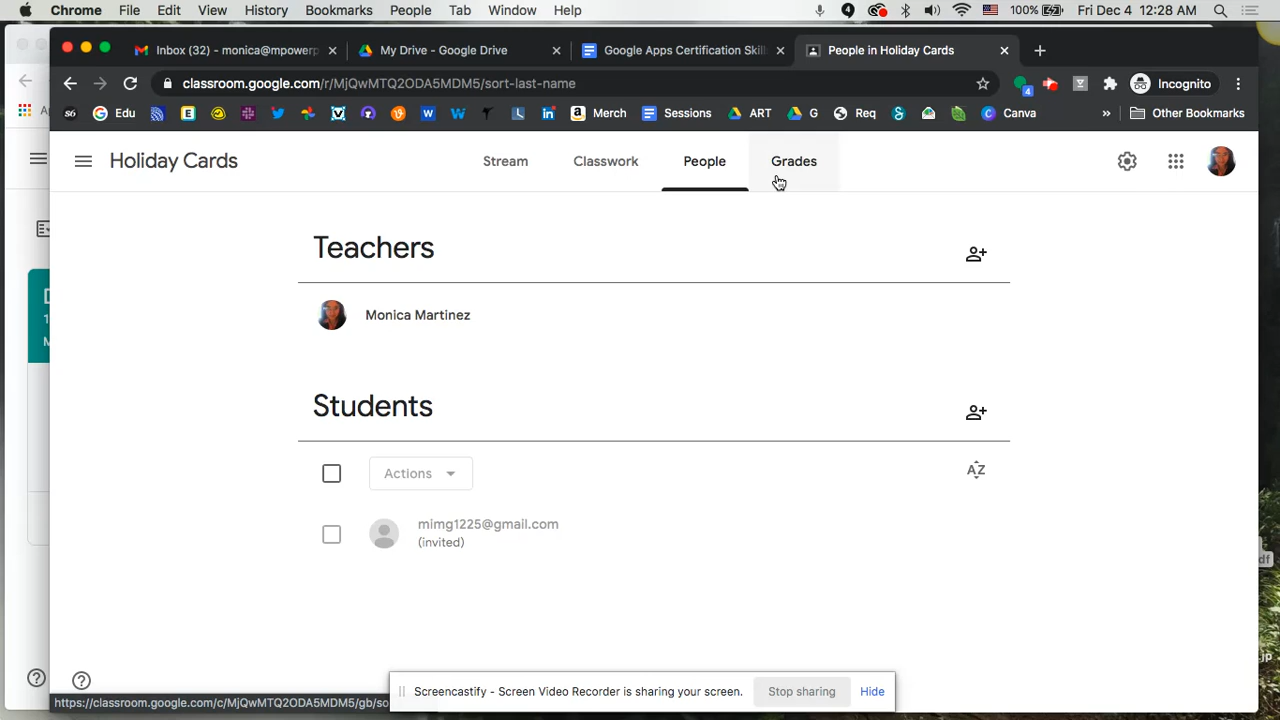 Chrome File Edit View History Bookmarks People Tab Window Help 100% Fri Dec 4 12:28 AM
Inbox (32) - monica@mpowerp × My Drive - Google Drive × Google Apps Certification Skill × People in Holiday Cards × +
classroom.google.com/r/MjQwMTQ2ODA5MDM5/sort-last-name Incognito
Edu Merch Sessions ART G Req Canva » Other Bookmarks
Holiday Cards Stream Classwork People Grades
Teachers
Monica Martinez
Students
Actions
AZ
mimg1225@gmail.com
(invited)
Screencastify - Screen Video Recorder is sharing your screen. Stop sharing Hide
https://classroom.google.com/c/MjQwMTQ2ODA5MDM5/gb/so